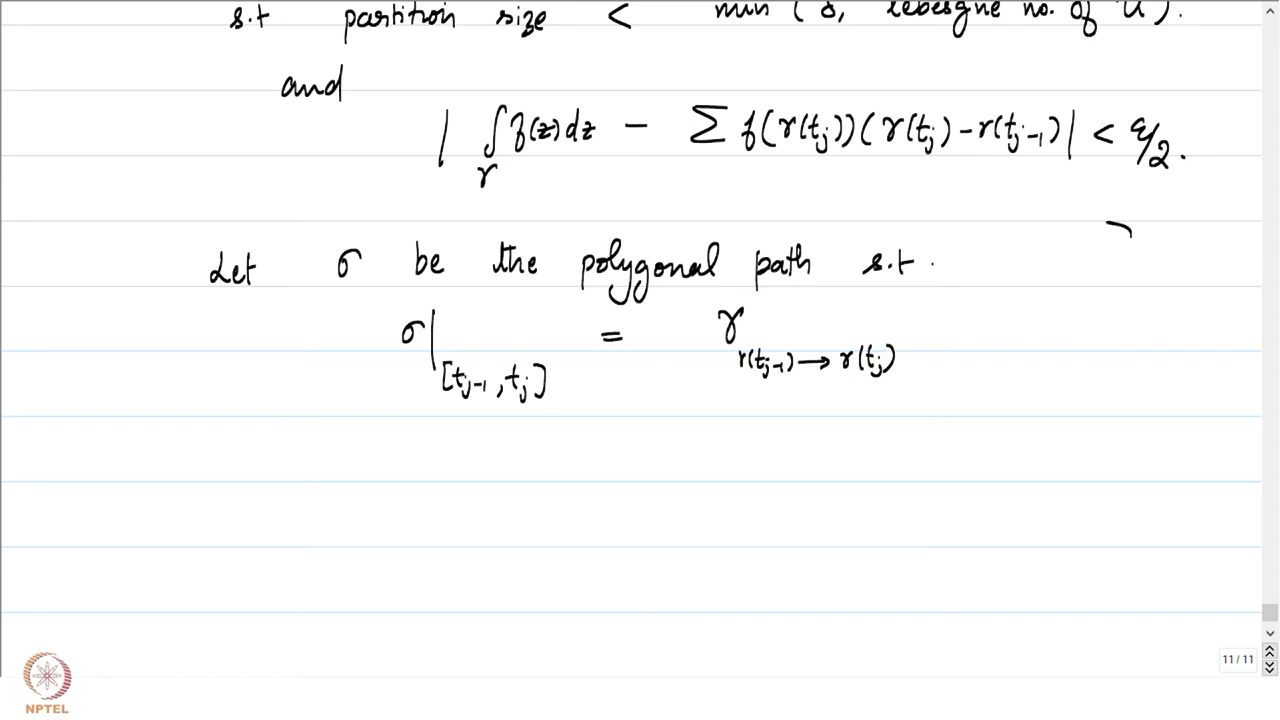 s.t partition size < min ( δ, lebesgue no. of U ).
and
| ∫_γ f(z)dz − Σ f(γ(t_j))(γ(t_j)−γ(t_{j-1})| < ε/2.
Let σ be the polygonal path s.t.
σ|_{[t_{j-1}, t_j]} = γ_{γ(t_{j-1}) → γ(t_j)}
11/11
NPTEL